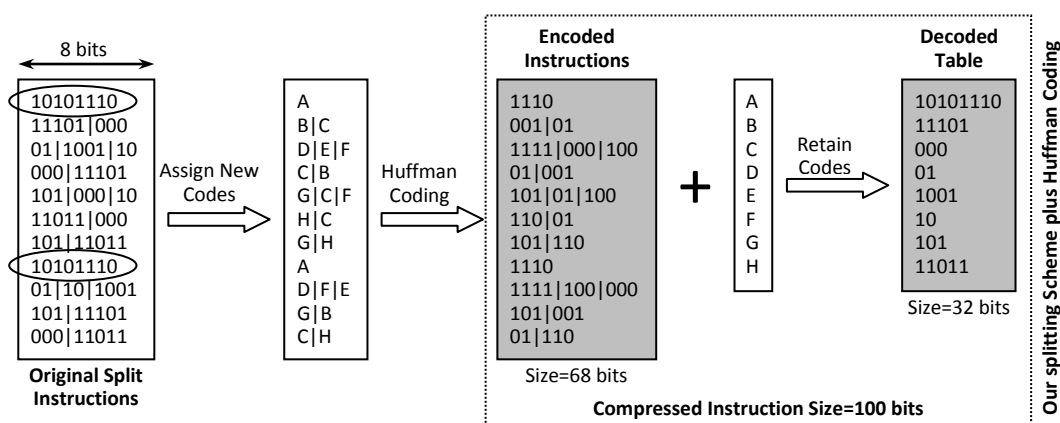 8 bits
10101110
11101|000
01|1001|10
000|11101
101|000|10
11011|000
101|11011
10101110
01|10|1001
101|11101
000|11011
Original Split
Instructions
Assign New
Codes
A
B|C
D|E|F
C|B
G|C|F
H|C
G|H
A
D|F|E
G|B
C|H
Huffman
Coding
Encoded
Instructions
1110
001|01
1111|000|100
01|001
101|01|100
110|01
101|110
1110
1111|100|000
101|001
01|110
Size=68 bits
+
A
B
C
D
E
F
G
H
Retain
Codes
Decoded
Table
10101110
11101
000
01
1001
10
101
11011
Size=32 bits
Compressed Instruction Size=100 bits
Our splitting Scheme plus Huffman Coding